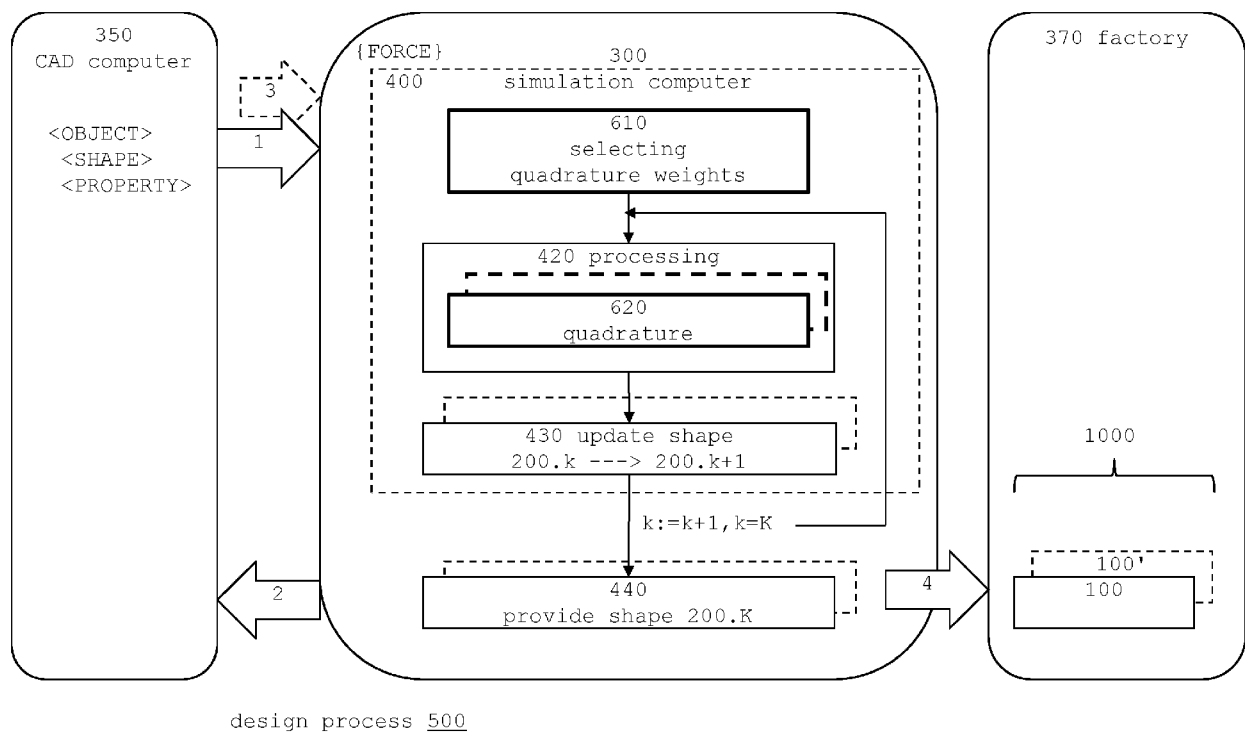 350
CAD computer
<OBJECT>
<SHAPE>
<PROPERTY>
3
1
2
{FORCE}
300
400 simulation computer
610
selecting
quadrature weights
420 processing
620
quadrature
430 update shape
200.k ---> 200.k+1
k:=k+1,k=K
440
provide shape 200.K
4
370 factory
1000
100'
100
design process 500